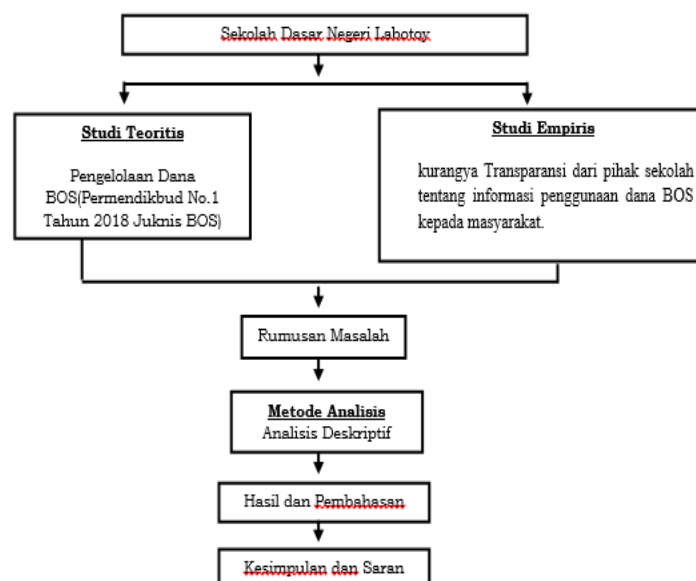 Sekolah Dasar Negeri Labotoy
Studi Teoritis
Pengelolaan Dana
BOS(Permendikbud No.1
Tahun 2018 Juknis BOS)
Studi Empiris
kurangya Transparansi dari pihak sekolah
tentang informasi penggunaan dana BOS
kepada masyarakat.
Rumusan Masalah
Metode Analisis
Analisis Deskriptif
Hasil dan Pembahasan
Kesimpulan dan Saran